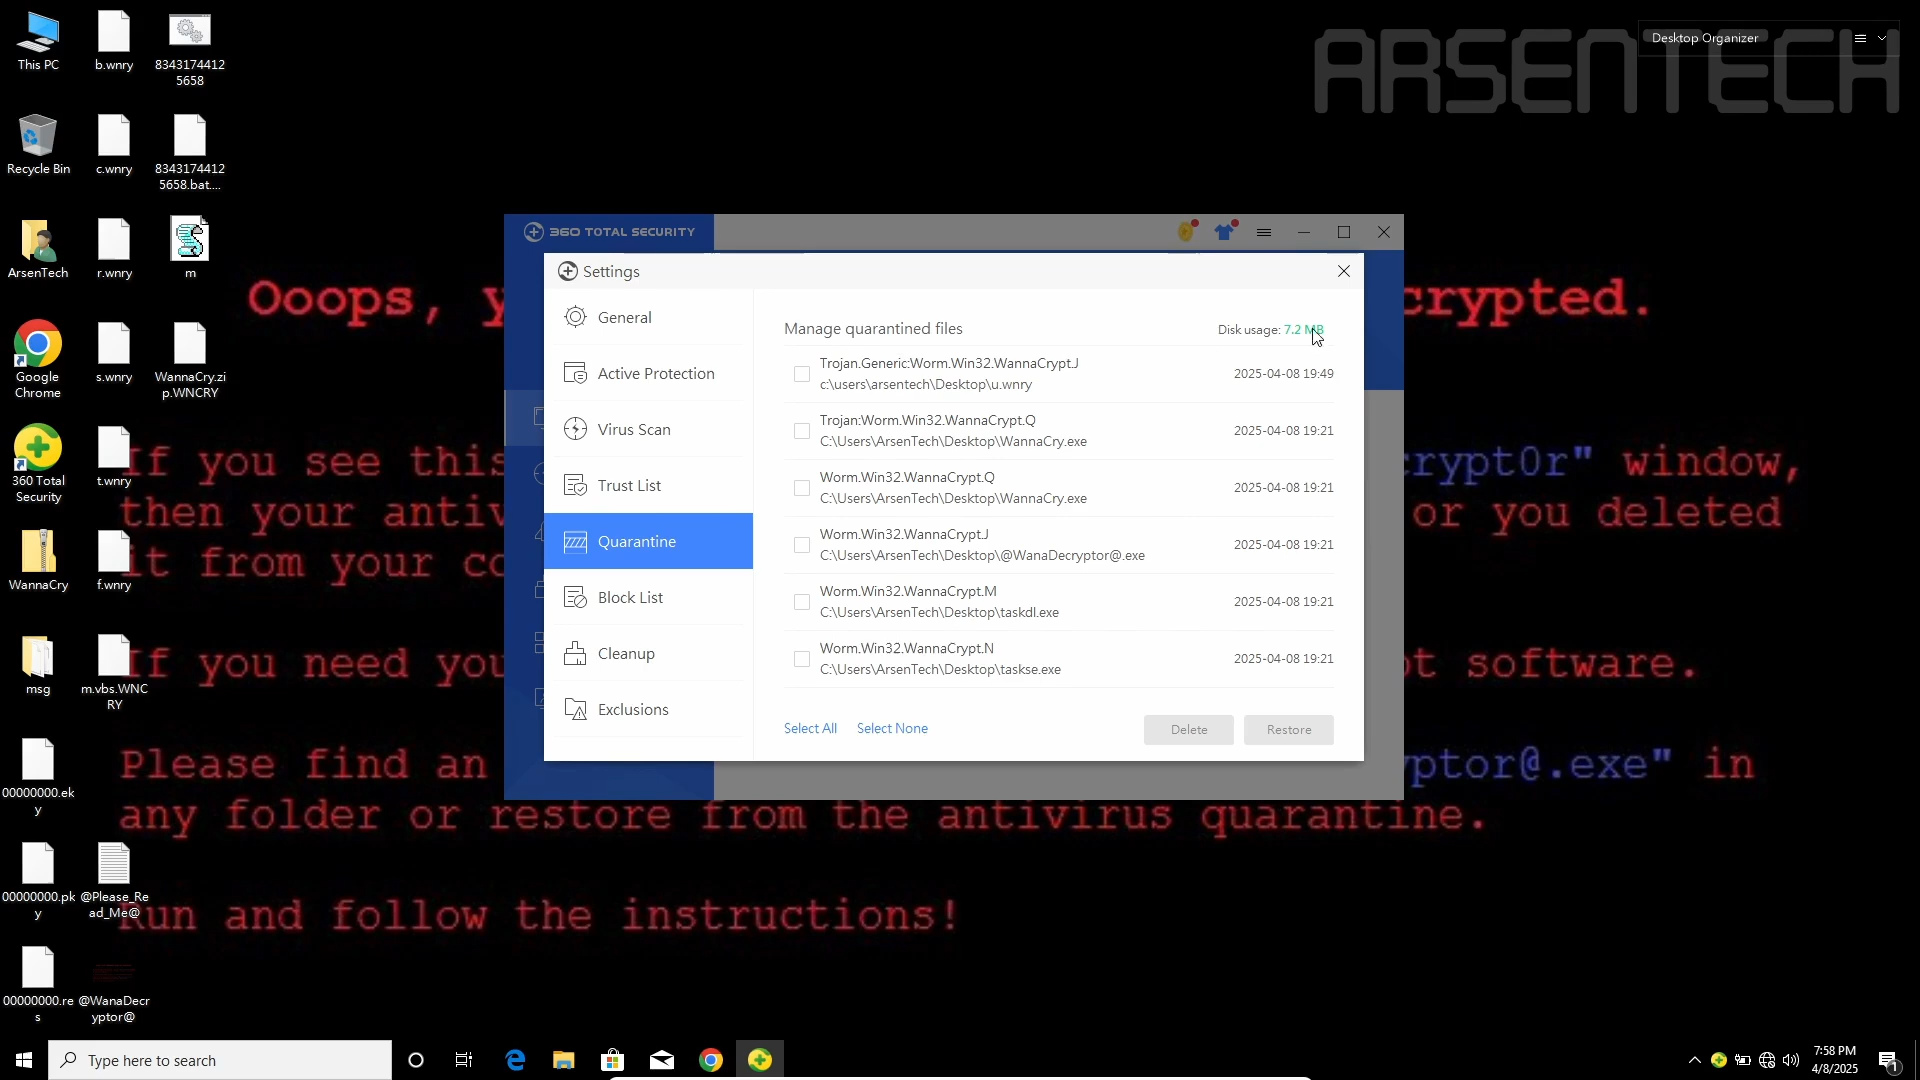 This PC
b.wnry
8343174412
5658
Recycle Bin
c.wnry
8343174412
5658.bat....
ArsenTech
r.wnry
m
Google
Chrome
s.wnry
WannaCry.zi
p.WNCRY
360 Total
Security
t.wnry
WannaCry
f.wnry
msg
m.vbs.WNC
RY
00000000.ek
y
00000000.pk
y
@Please_Re
ad_Me@
00000000.re
s
@WanaDecr
yptor@
ARSENTECH
Desktop Organizer
Ooops, y
crypted.
If you see this
crypt0r" window,
then your antiv
or you deleted
it from your co
If you need you
pt software.
Please find an
yptor@.exe" in
any folder or restore from the antivirus quarantine.
Run and follow the instructions!
360 TOTAL SECURITY
Settings
General
Active Protection
Virus Scan
Trust List
Quarantine
Block List
Cleanup
Exclusions
Manage quarantined files
Disk usage: 7.2 MB
Trojan.Generic:Worm.Win32.WannaCrypt.J
c:\users\arsentech\Desktop\u.wnry
2025-04-08 19:49
Trojan:Worm.Win32.WannaCrypt.Q
C:\Users\ArsenTech\Desktop\WannaCry.exe
2025-04-08 19:21
Worm.Win32.WannaCrypt.Q
C:\Users\ArsenTech\Desktop\WannaCry.exe
2025-04-08 19:21
Worm.Win32.WannaCrypt.J
C:\Users\ArsenTech\Desktop\@WanaDecryptor@.exe
2025-04-08 19:21
Worm.Win32.WannaCrypt.M
C:\Users\ArsenTech\Desktop\taskdl.exe
2025-04-08 19:21
Worm.Win32.WannaCrypt.N
C:\Users\ArsenTech\Desktop\taskse.exe
2025-04-08 19:21
Select All
Select None
Delete
Restore
Type here to search
7:58 PM
4/8/2025
1